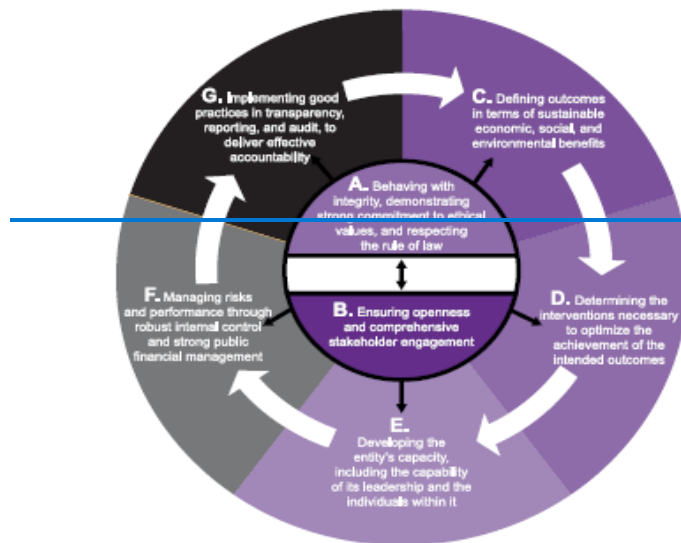 G. Implementing good
practices in transparency,
reporting, and audit, to
deliver effective
accountability
C. Defining outcomes
in terms of sustainable
economic, social, and
environmental benefits
A. Behaving with
integrity, demonstrating
strong commitment to ethical
values, and respecting
the rule of law
B. Ensuring openness
and comprehensive
stakeholder engagement
D. Determining the
interventions necessary
to optimize the
achievement of the
intended outcomes
E.
Developing the
entity's capacity,
including the capability
of its leadership and the
individuals within it
F. Managing risks
and performance through
robust internal control
and strong public
financial management